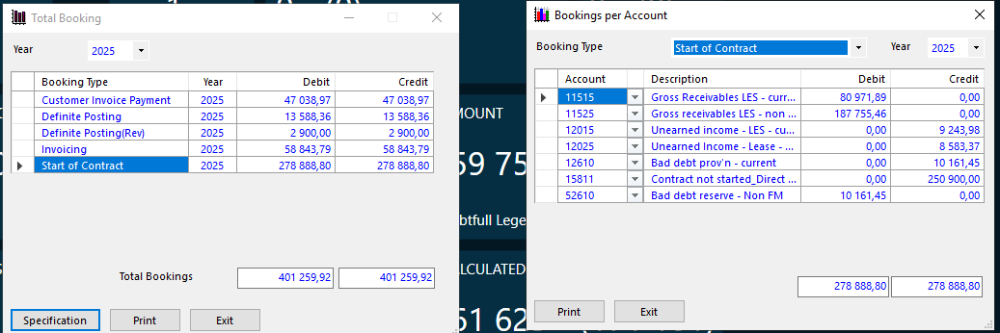 Total Booking
Year 2025
Booking Type Year Debit Credit
Customer Invoice Payment 2025 47 038,97 47 038,97
Definite Posting 2025 13 588,36 13 588,36
Definite Posting(Rev) 2025 2 900,00 2 900,00
Invoicing 2025 58 843,79 58 843,79
Start of Contract 2025 278 888,80 278 888,80
Total Bookings 401 259,92 401 259,92
Specification Print Exit
MOUNT
59 75
btfull Lege
ALCULATED
51 62
Bookings per Account
Booking Type Start of Contract Year 2025
Account Description Debit Credit
11515 Gross Receivables LES - curr... 80 971,89 0,00
11525 Gross receivables LES - non ... 187 755,46 0,00
12015 Unearned income - LES - cu... 0,00 9 243,98
12025 Unearned Income - Lease - ... 0,00 8 583,37
12610 Bad debt prov'n - current 0,00 10 161,45
15811 Contract not started_Direct ... 0,00 250 900,00
52610 Bad debt reserve - Non FM 10 161,45 0,00
278 888,80 278 888,80
Print Exit